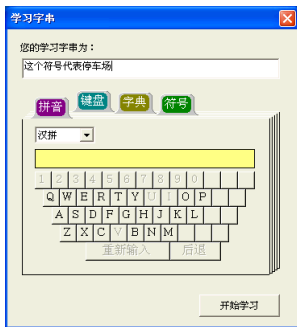 学习字串
您的学习字串为：
这个符号代表停车场
拼音 键盘 字典 符号
汉拼
1 2 3 4 5 6 7 8 9 0
Q W E R T Y U I O P
A S D F G H J K L
Z X C V B N M
重新输入 后退
开始学习